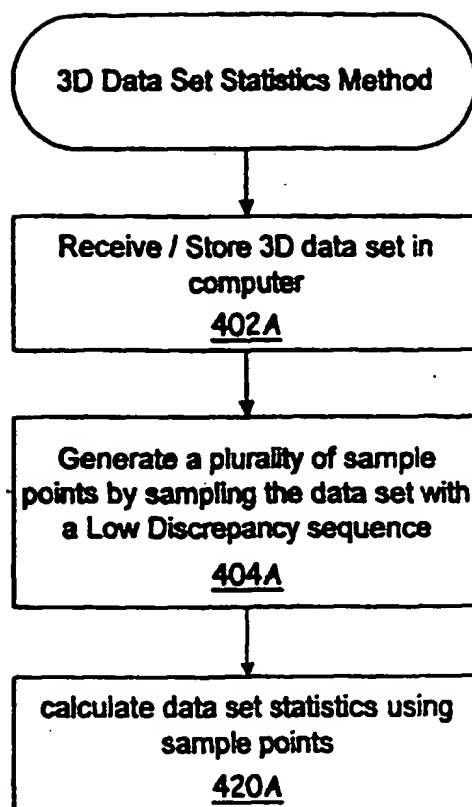 3D Data Set Statistics Method
Receive / Store 3D data set in
computer
402A
Generate a plurality of sample
points by sampling the data set with
a Low Discrepancy sequence
404A
calculate data set statistics using
sample points
420A